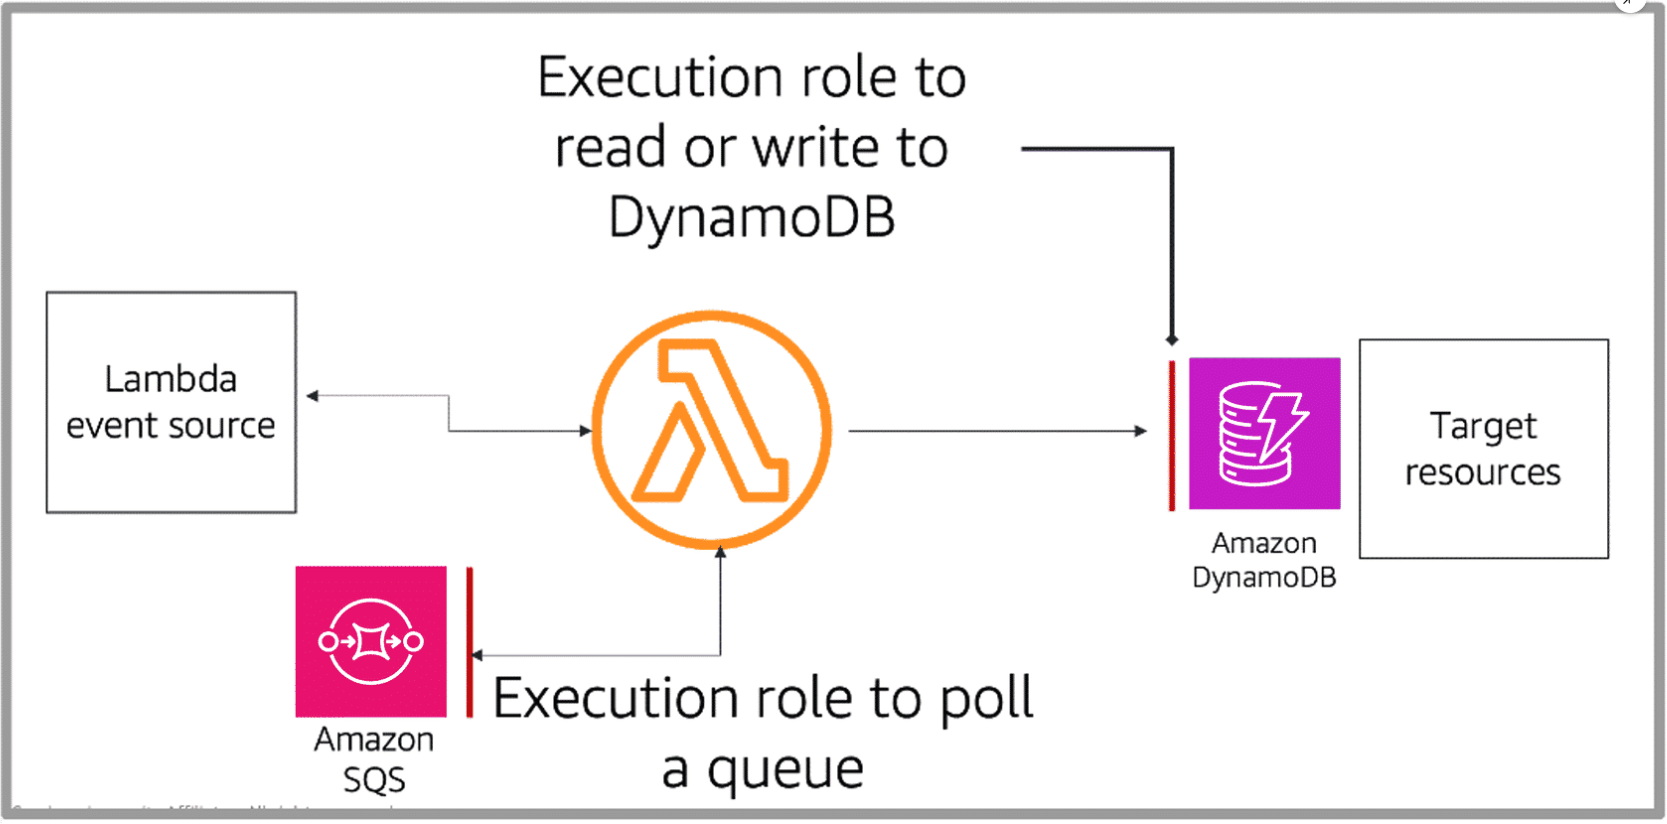 Execution role to
read or write to
DynamoDB
Lambda
event source
Target
resources
Amazon
DynamoDB
Amazon
SQS
Execution role to poll
a queue